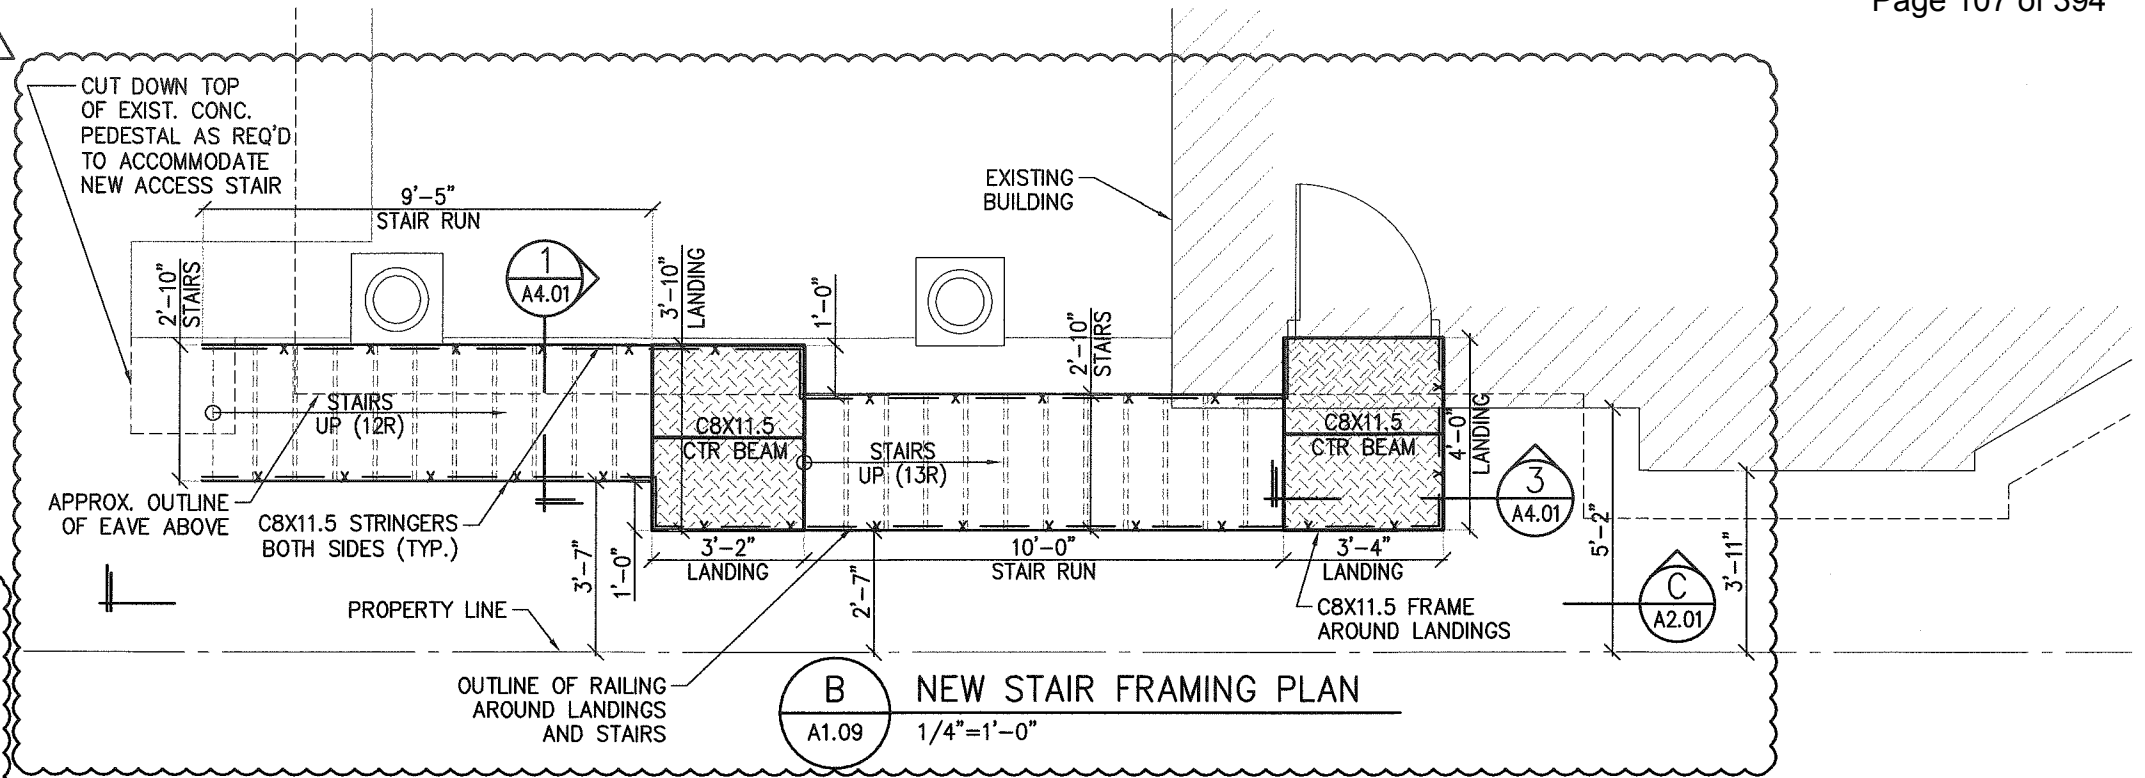 Page 107 of 394
CUT DOWN TOP
OF EXIST. CONC.
PEDESTAL AS REQ'D
TO ACCOMMODATE
NEW ACCESS STAIR
9'-5"
STAIR RUN
EXISTING
BUILDING
1
A4.01
2'-10"
STAIRS
3'-10"
LANDING
1'-0"
2'-10"
STAIRS
STAIRS
UP (12R)
C8X11.5
CTR BEAM
STAIRS
UP (13R)
C8X11.5
CTR BEAM
4'-0"
LANDING
3
A4.01
APPROX. OUTLINE
OF EAVE ABOVE
C8X11.5 STRINGERS
BOTH SIDES (TYP.)
3'-7"
1'-0"
3'-2"
LANDING
2'-7"
10'-0"
STAIR RUN
3'-4"
LANDING
5'-2"
3'-11"
C
A2.01
PROPERTY LINE
C8X11.5 FRAME
AROUND LANDINGS
OUTLINE OF RAILING
AROUND LANDINGS
AND STAIRS
B
A1.09
NEW STAIR FRAMING PLAN
1/4"=1'-0"